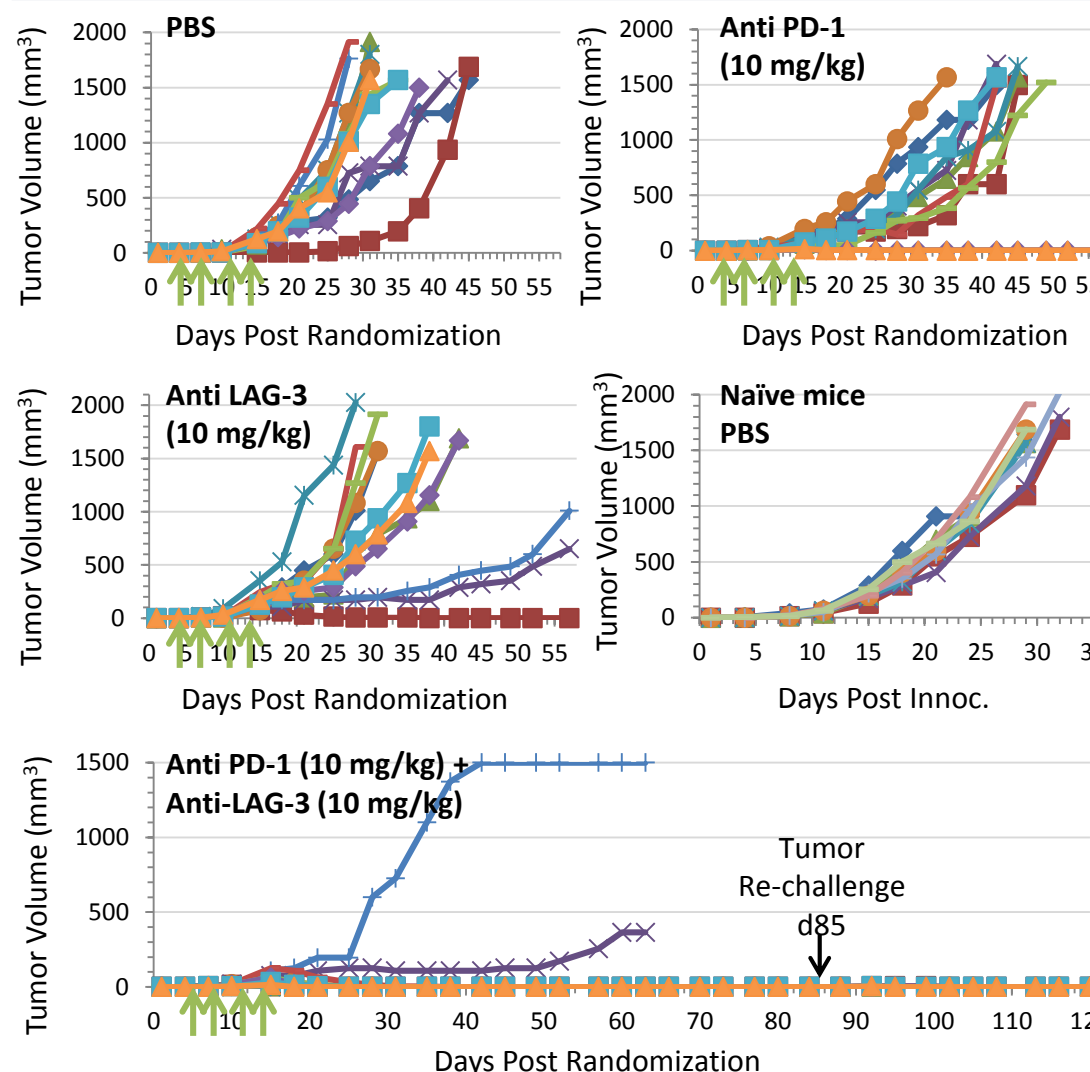 PBS
Tumor Volume (mm³)
2000
1500
1000
500
0
0 5 10 15 20 25 30 35 40 45 50 55
Days Post Randomization
Anti PD-1
(10 mg/kg)
Tumor Volume (mm³)
2000
1500
1000
500
0
0 5 10 15 20 25 30 35 40 45 50 5
Days Post Randomization
Anti LAG-3
(10 mg/kg)
Tumor Volume (mm³)
2000
1500
1000
500
0
0 5 10 15 20 25 30 35 40 45 50 55
Days Post Randomization
Naïve mice
PBS
Tumor Volume (mm³)
2000
1500
1000
500
0
0 5 10 15 20 25 30 3
Days Post Innoc.
Anti PD-1 (10 mg/kg) +
Anti-LAG-3 (10 mg/kg)
Tumor Volume (mm³)
1500
1000
500
0
Tumor
Re-challenge
d85
0 10 20 30 40 50 60 70 80 90 100 110 12
Days Post Randomization